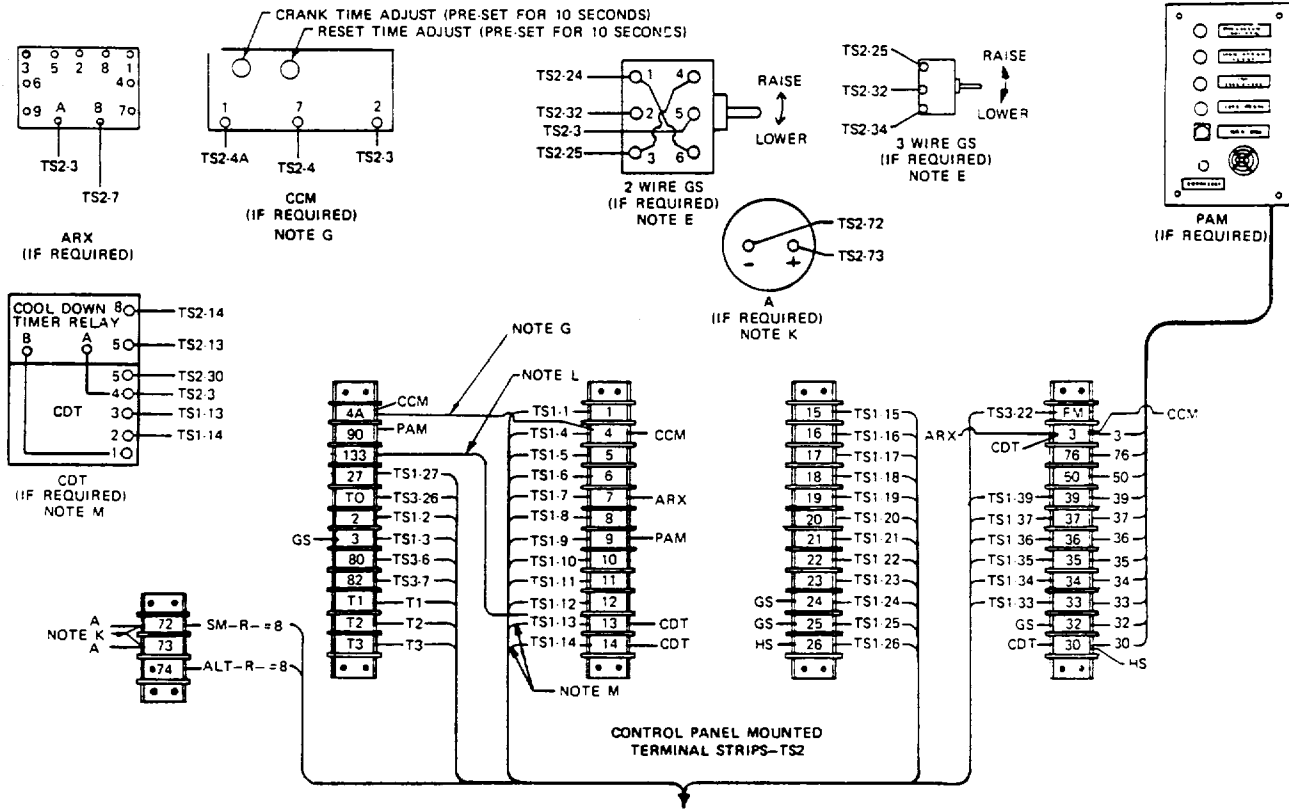 CRANK TIME ADJUST (PRE-SET FOR 10 SECONDS)
RESET TIME ADJUST (PRE-SET FOR 10 SECONDS)
3 5 2 8 1
6 4
9 A 8 7
TS2-3
TS2-7
ARX
(IF REQUIRED)
1 7 2
TS2-4A
TS2-4
TS2-3
CCM
(IF REQUIRED)
NOTE G
TS2-24
TS2-32
TS2-3
TS2-25
1 4
2 5
3 6
RAISE
LOWER
2 WIRE GS
(IF REQUIRED)
NOTE E
TS2-25
TS2-32
TS2-34
RAISE
LOWER
3 WIRE GS
(IF REQUIRED)
NOTE E
PAM
(IF REQUIRED)
- +
TS2-72
TS2-73
A
(IF REQUIRED)
NOTE K
COOL DOWN
TIMER RELAY
8 TS2-14
B A 5 TS2-13
5 TS2-30
4 TS2-3
CDT
3 TS1-13
2 TS1-14
1
CDT
(IF REQUIRED)
NOTE M
NOTE G
NOTE L
CCM
4A
90 PAM
133
27 TS1-27
TO TS3-26
2 TS1-2
GS 3 TS1-3
80 TS3-6
82 TS3-7
T1 T1
T2 T2
T3 T3
TS1-1 1
TS1-4 4 CCM
TS1-5 5
TS1-6 6
TS1-7 7 ARX
TS1-8 8
TS1-9 9 PAM
TS1-10 10
TS1-11 11
TS1-12 12
TS1-13 13 CDT
TS1-14 14 CDT
NOTE M
15 TS1-15
16 TS1-16
17 TS1-17
18 TS1-18
19 TS1-19
20 TS1-20
21 TS1-21
22 TS1-22
23 TS1-23
GS 24 TS1-24
GS 25 TS1-25
HS 26 TS1-26
TS3-22 FM CCM
ARX 3 3
CDT
76 76
50 50
TS1-39 39 39
TS1-37 37 37
TS1-36 36 36
TS1-35 35 35
TS1-34 34 34
TS1-33 33 33
GS 32 32
CDT 30 30
HS
A 72 SM-R-=8
NOTE K
A 73
74 ALT-R-=8
CONTROL PANEL MOUNTED
TERMINAL STRIPS-TS2